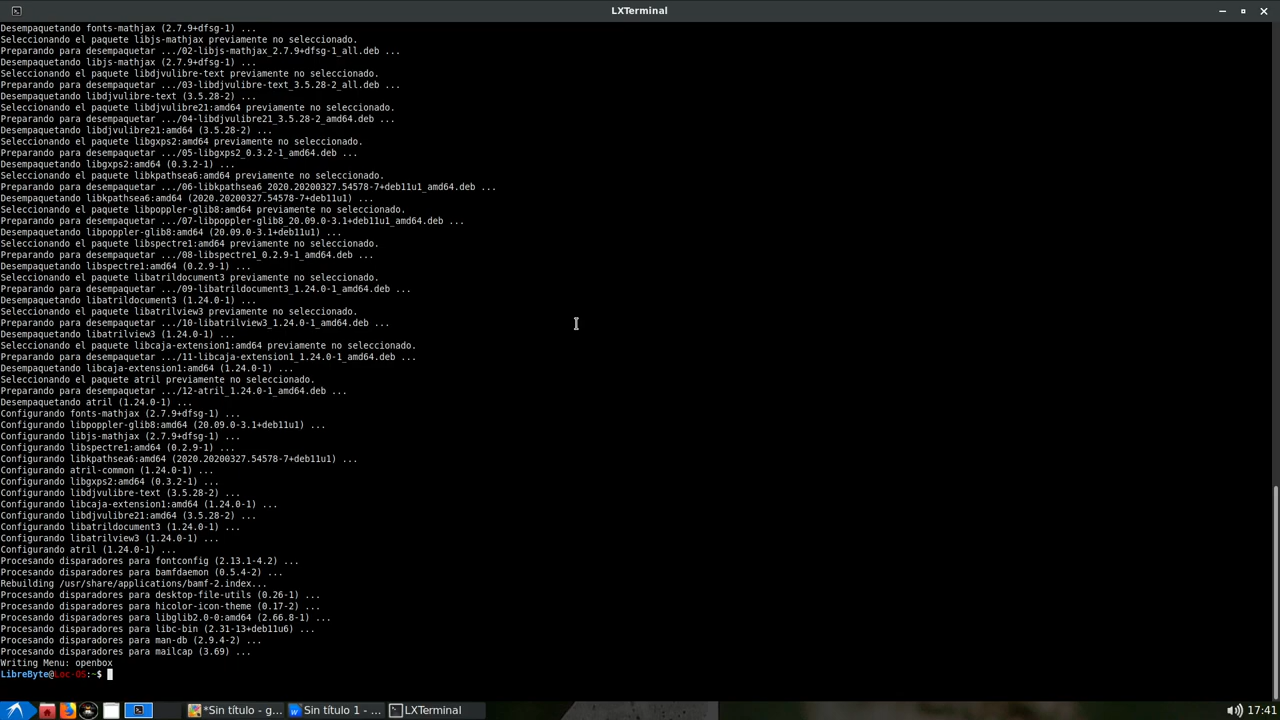 LXTerminal
Desempaquetando fonts-mathjax (2.7.9+dfsg-1) ...
Seleccionando el paquete libjs-mathjax previamente no seleccionado.
Preparando para desempaquetar .../02-libjs-mathjax_2.7.9+dfsg-1_all.deb ...
Desempaquetando libjs-mathjax (2.7.9+dfsg-1) ...
Seleccionando el paquete libdjvulibre-text previamente no seleccionado.
Preparando para desempaquetar .../03-libdjvulibre-text_3.5.28-2_all.deb ...
Desempaquetando libdjvulibre-text (3.5.28-2) ...
Seleccionando el paquete libdjvulibre21:amd64 previamente no seleccionado.
Preparando para desempaquetar .../04-libdjvulibre21_3.5.28-2_amd64.deb ...
Desempaquetando libdjvulibre21:amd64 (3.5.28-2) ...
Seleccionando el paquete libgxps2:amd64 previamente no seleccionado.
Preparando para desempaquetar .../05-libgxps2_0.3.2-1_amd64.deb ...
Desempaquetando libgxps2:amd64 (0.3.2-1) ...
Seleccionando el paquete libkpathsea6:amd64 previamente no seleccionado.
Preparando para desempaquetar .../06-libkpathsea6_2020.20200327.54578-7+deb11u1_amd64.deb ...
Desempaquetando libkpathsea6:amd64 (2020.20200327.54578-7+deb11u1) ...
Seleccionando el paquete libpoppler-glib8:amd64 previamente no seleccionado.
Preparando para desempaquetar .../07-libpoppler-glib8_20.09.0-3.1+deb11u1_amd64.deb ...
Desempaquetando libpoppler-glib8:amd64 (20.09.0-3.1+deb11u1) ...
Seleccionando el paquete libspectre1:amd64 previamente no seleccionado.
Preparando para desempaquetar .../08-libspectre1_0.2.9-1_amd64.deb ...
Desempaquetando libspectre1:amd64 (0.2.9-1) ...
Seleccionando el paquete libatrildocument3 previamente no seleccionado.
Preparando para desempaquetar .../09-libatrildocument3_1.24.0-1_amd64.deb ...
Desempaquetando libatrildocument3 (1.24.0-1) ...
Seleccionando el paquete libatrilview3 previamente no seleccionado.
Preparando para desempaquetar .../10-libatrilview3_1.24.0-1_amd64.deb ...
Desempaquetando libatrilview3 (1.24.0-1) ...
Seleccionando el paquete libcaja-extension1:amd64 previamente no seleccionado.
Preparando para desempaquetar .../11-libcaja-extension1_1.24.0-1_amd64.deb ...
Desempaquetando libcaja-extension1:amd64 (1.24.0-1) ...
Seleccionando el paquete atril previamente no seleccionado.
Preparando para desempaquetar .../12-atril_1.24.0-1_amd64.deb ...
Desempaquetando atril (1.24.0-1) ...
Configurando fonts-mathjax (2.7.9+dfsg-1) ...
Configurando libpoppler-glib8:amd64 (20.09.0-3.1+deb11u1) ...
Configurando libjs-mathjax (2.7.9+dfsg-1) ...
Configurando libspectre1:amd64 (0.2.9-1) ...
Configurando libkpathsea6:amd64 (2020.20200327.54578-7+deb11u1) ...
Configurando atril-common (1.24.0-1) ...
Configurando libgxps2:amd64 (0.3.2-1) ...
Configurando libdjvulibre-text (3.5.28-2) ...
Configurando libcaja-extension1:amd64 (1.24.0-1) ...
Configurando libdjvulibre21:amd64 (3.5.28-2) ...
Configurando libatrildocument3 (1.24.0-1) ...
Configurando libatrilview3 (1.24.0-1) ...
Configurando atril (1.24.0-1) ...
Procesando disparadores para fontconfig (2.13.1-4.2) ...
Procesando disparadores para bamfdaemon (0.5.4-2) ...
Rebuilding /usr/share/applications/bamf-2.index...
Procesando disparadores para desktop-file-utils (0.26-1) ...
Procesando disparadores para hicolor-icon-theme (0.17-2) ...
Procesando disparadores para libglib2.0-0:amd64 (2.66.8-1) ...
Procesando disparadores para libc-bin (2.31-13+deb11u6) ...
Procesando disparadores para man-db (2.9.4-2) ...
Procesando disparadores para mailcap (3.69) ...
Writing Menu: openbox
LibreByte@Loc-OS:~$
*Sin título - g... Sin título 1 - ... LXTerminal 17:41